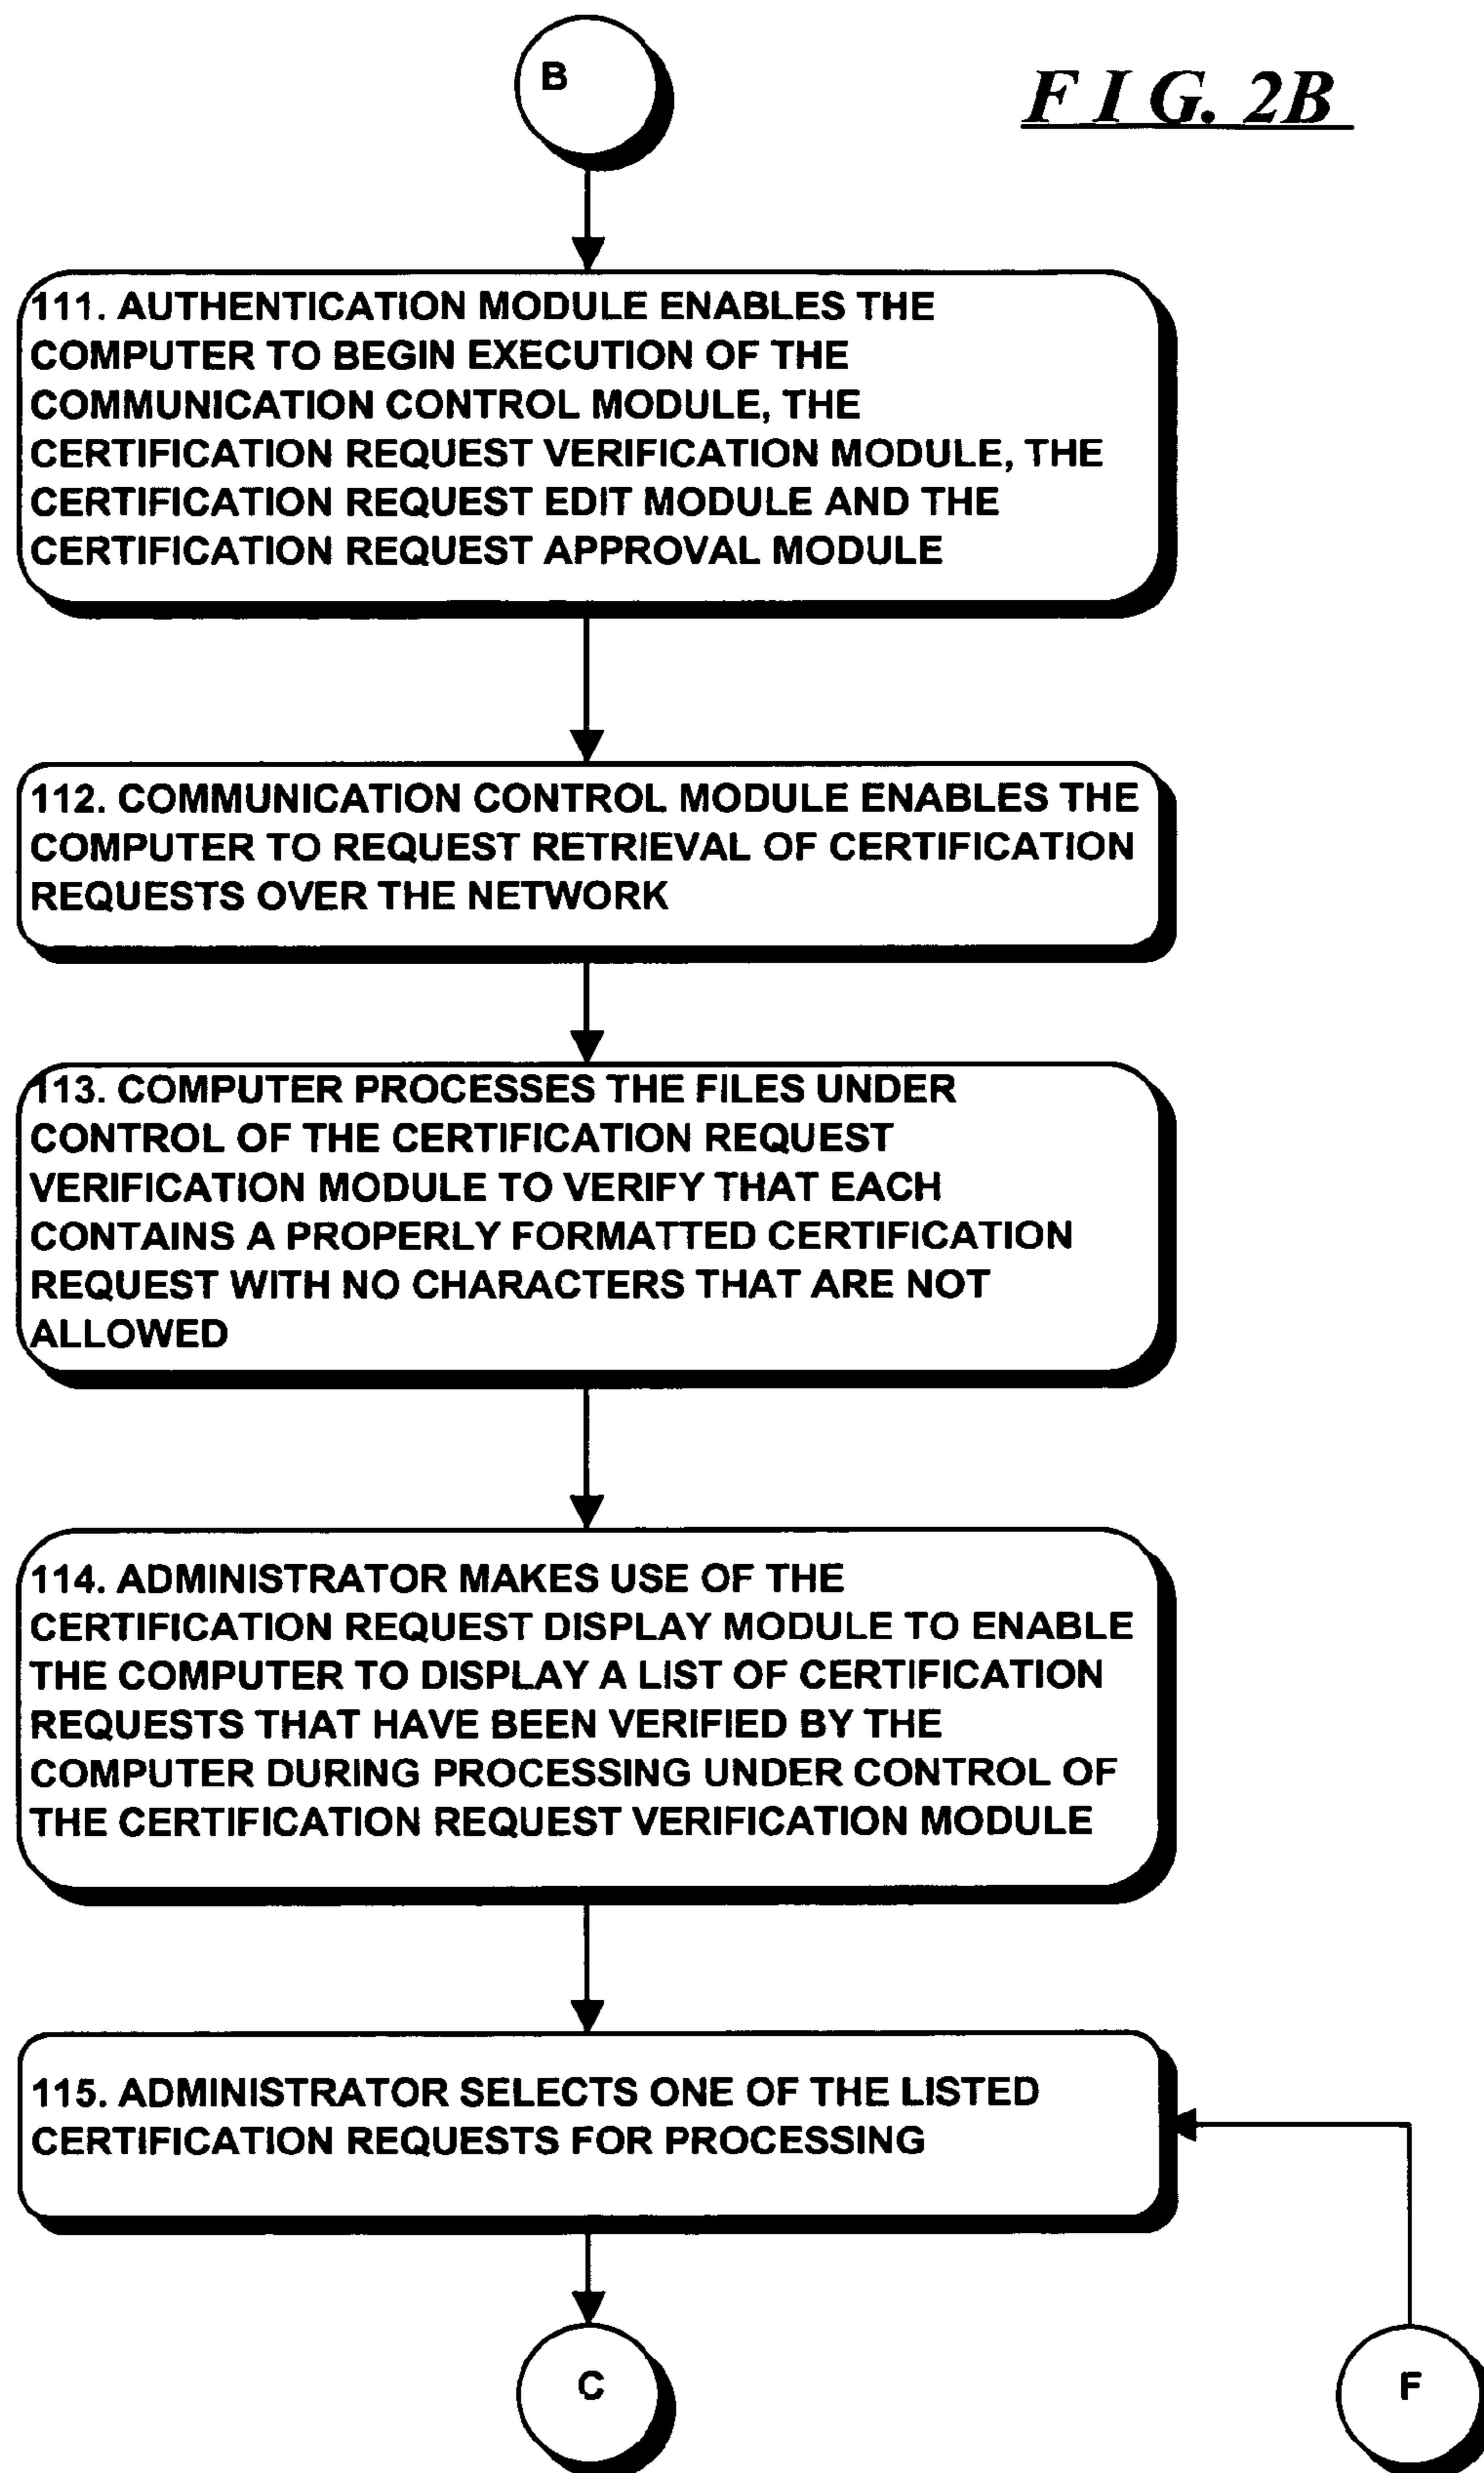 B
F I G. 2B
111. AUTHENTICATION MODULE ENABLES THE
COMPUTER TO BEGIN EXECUTION OF THE
COMMUNICATION CONTROL MODULE, THE
CERTIFICATION REQUEST VERIFICATION MODULE, THE
CERTIFICATION REQUEST EDIT MODULE AND THE
CERTIFICATION REQUEST APPROVAL MODULE
112. COMMUNICATION CONTROL MODULE ENABLES THE
COMPUTER TO REQUEST RETRIEVAL OF CERTIFICATION
REQUESTS OVER THE NETWORK
113. COMPUTER PROCESSES THE FILES UNDER
CONTROL OF THE CERTIFICATION REQUEST
VERIFICATION MODULE TO VERIFY THAT EACH
CONTAINS A PROPERLY FORMATTED CERTIFICATION
REQUEST WITH NO CHARACTERS THAT ARE NOT
ALLOWED
114. ADMINISTRATOR MAKES USE OF THE
CERTIFICATION REQUEST DISPLAY MODULE TO ENABLE
THE COMPUTER TO DISPLAY A LIST OF CERTIFICATION
REQUESTS THAT HAVE BEEN VERIFIED BY THE
COMPUTER DURING PROCESSING UNDER CONTROL OF
THE CERTIFICATION REQUEST VERIFICATION MODULE
115. ADMINISTRATOR SELECTS ONE OF THE LISTED
CERTIFICATION REQUESTS FOR PROCESSING
C
F